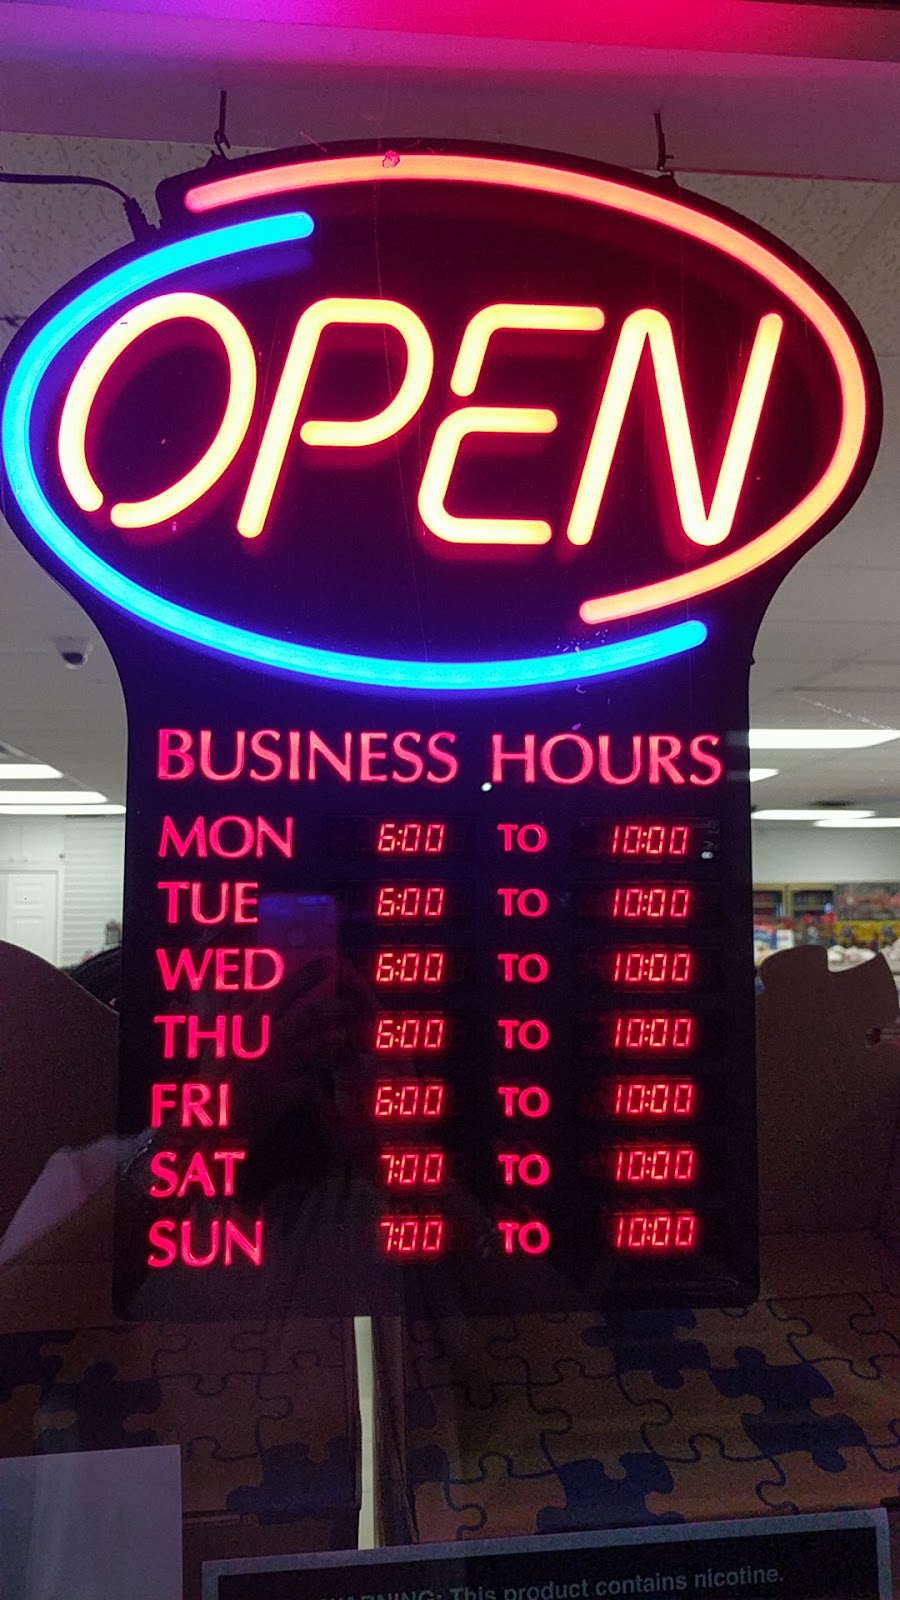 OPEN
BUSINESS HOURS
MON 6:00 TO 10:00
TUE 6:00 TO 10:00
WED 6:00 TO 10:00
THU 6:00 TO 10:00
FRI 6:00 TO 10:00
SAT 7:00 TO 10:00
SUN 7:00 TO 10:00
WARNING: This product contains nicotine.